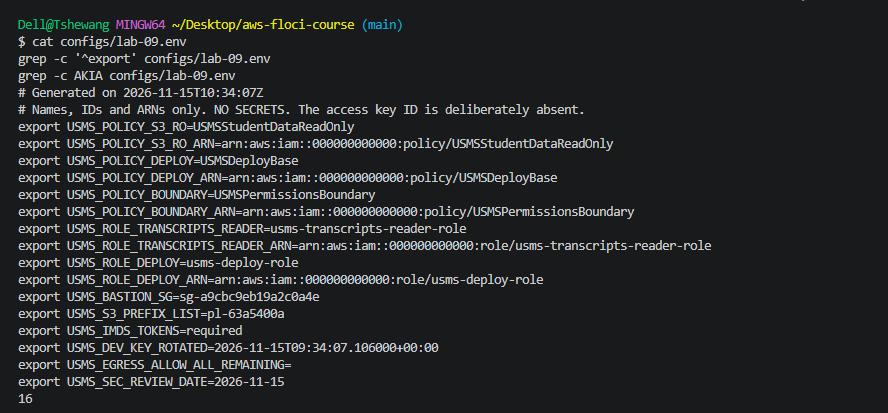 Dell@Tshewang MINGW64 ~/Desktop/aws-floci-course (main)
$ cat configs/lab-09.env
grep -c '^export' configs/lab-09.env
grep -c AKIA configs/lab-09.env
# Generated on 2026-11-15T10:34:07Z
# Names, IDs and ARNs only. NO SECRETS. The access key ID is deliberately absent.
export USMS_POLICY_S3_RO=USMSStudentDataReadOnly
export USMS_POLICY_S3_RO_ARN=arn:aws:iam::000000000000:policy/USMSStudentDataReadOnly
export USMS_POLICY_DEPLOY=USMSDeployBase
export USMS_POLICY_DEPLOY_ARN=arn:aws:iam::000000000000:policy/USMSDeployBase
export USMS_POLICY_BOUNDARY=USMSPermissionsBoundary
export USMS_POLICY_BOUNDARY_ARN=arn:aws:iam::000000000000:policy/USMSPermissionsBoundary
export USMS_ROLE_TRANSCRIPTS_READER=usms-transcripts-reader-role
export USMS_ROLE_TRANSCRIPTS_READER_ARN=arn:aws:iam::000000000000:role/usms-transcripts-reader-role
export USMS_ROLE_DEPLOY=usms-deploy-role
export USMS_ROLE_DEPLOY_ARN=arn:aws:iam::000000000000:role/usms-deploy-role
export USMS_BASTION_SG=sg-a9cbc9eb19a2c0a4e
export USMS_S3_PREFIX_LIST=pl-63a5400a
export USMS_IMDS_TOKENS=required
export USMS_DEV_KEY_ROTATED=2026-11-15T09:34:07.106000+00:00
export USMS_EGRESS_ALLOW_ALL_REMAINING=
export USMS_SEC_REVIEW_DATE=2026-11-15
16